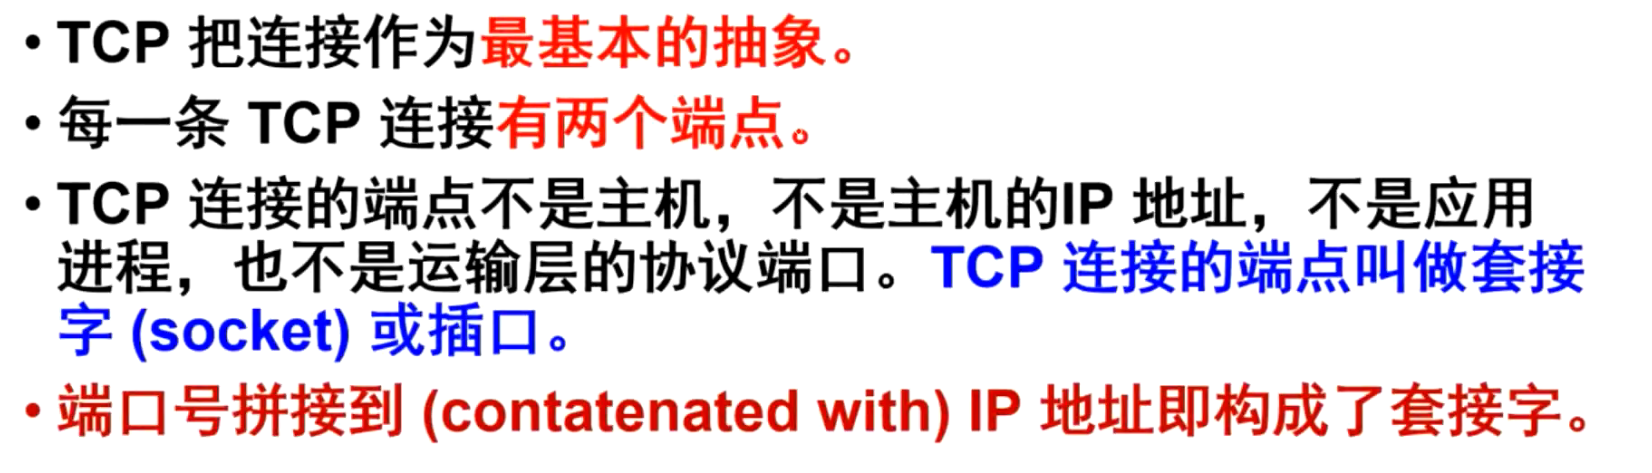 • TCP 把连接作为最基本的抽象。
• 每一条 TCP 连接有两个端点。
• TCP 连接的端点不是主机，不是主机的IP 地址，不是应用
进程，也不是运输层的协议端口。TCP 连接的端点叫做套接
字 (socket) 或插口。
• 端口号拼接到 (contatenated with) IP 地址即构成了套接字。